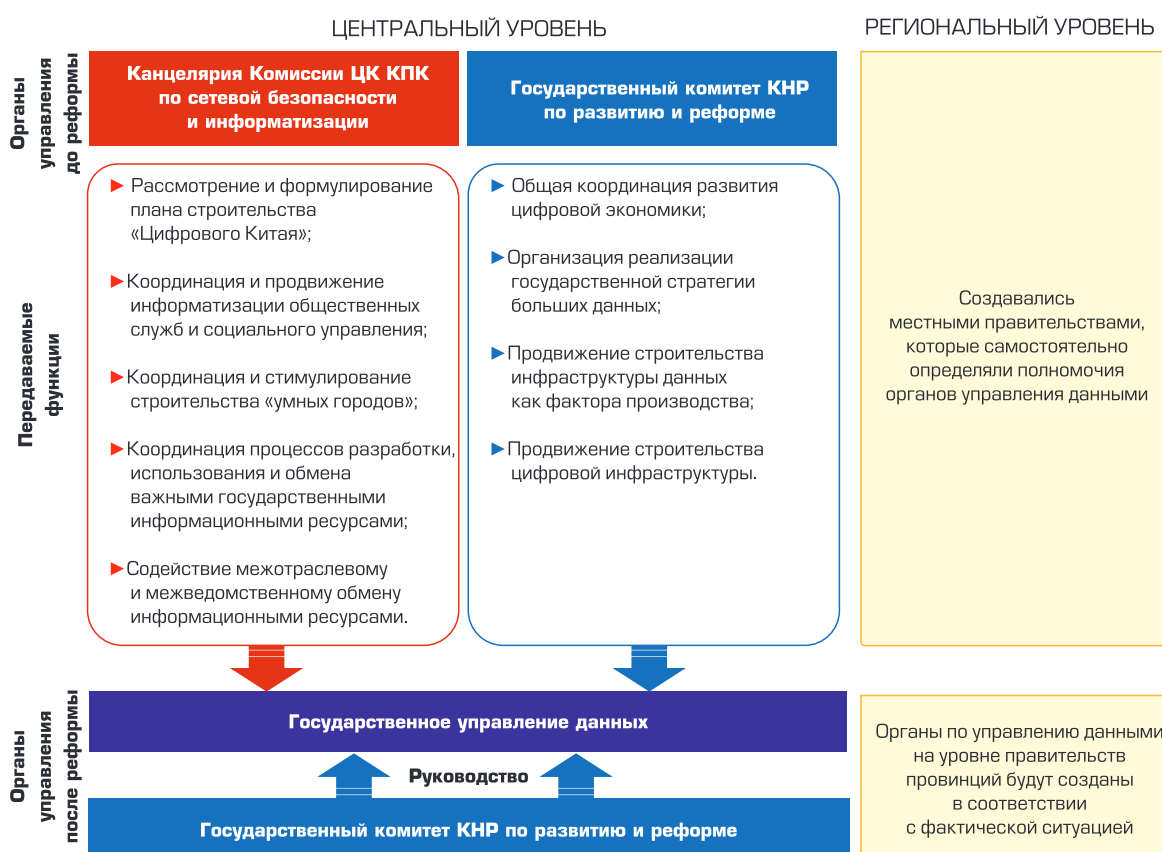 ЦЕНТРАЛЬНЫЙ УРОВЕНЬ
РЕГИОНАЛЬНЫЙ УРОВЕНЬ
Органы
управления
до реформы
Канцелярия Комиссии ЦК КПК
по сетевой безопасности
и информатизации
Государственный комитет КНР
по развитию и реформе
Передаваемые
функции
Рассмотрение и формулирование
плана строительства
«Цифрового Китая»;
Координация и продвижение
информатизации общественных
служб и социального управления;
Координация и стимулирование
строительства «умных городов»;
Координация процессов разработки,
использования и обмена
важными государственными
информационными ресурсами;
Содействие межотраслевому
и межведомственному обмену
информационными ресурсами.
Общая координация развития
цифровой экономики;
Организация реализации
государственной стратегии
больших данных;
Продвижение строительства
инфраструктуры данных
как фактора производства;
Продвижение строительства
цифровой инфраструктуры.
Создавались
местными правительствами,
которые самостоятельно
определяли полномочия
органов управления данными
Органы
управления
после реформы
Государственное управление данных
Руководство
Государственный комитет КНР по развитию и реформе
Органы по управлению данными
на уровне правительств
провинций будут созданы
в соответствии
с фактической ситуацией